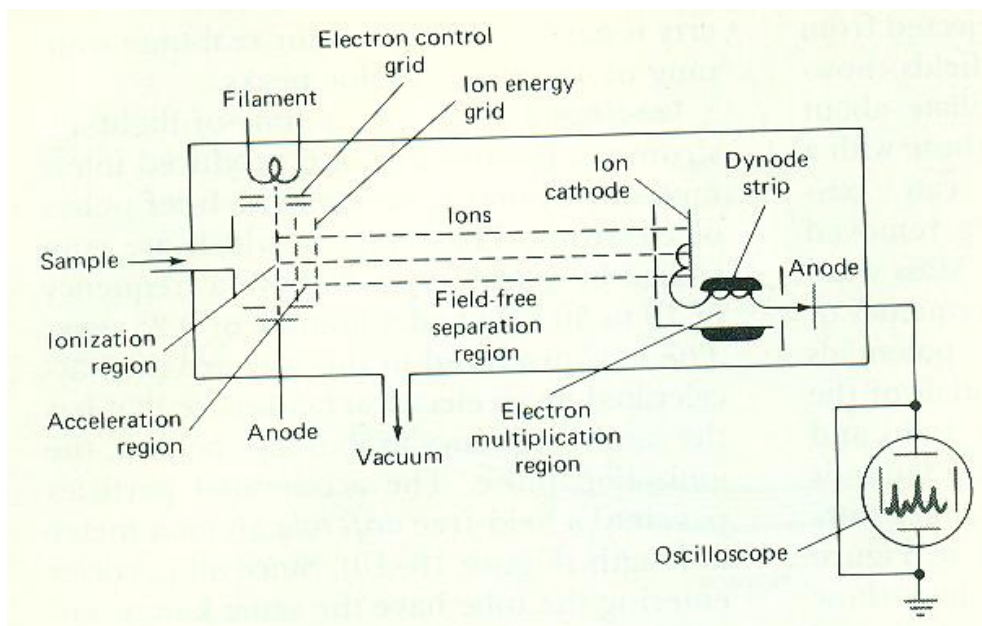 Electron control
grid
Filament
Ion energy
grid
Ion
cathode
Dynode
strip
Ions
Sample
Anode
Field-free
separation
region
Ionization
region
Acceleration
region
Anode
Vacuum
Electron
multiplication
region
Oscilloscope